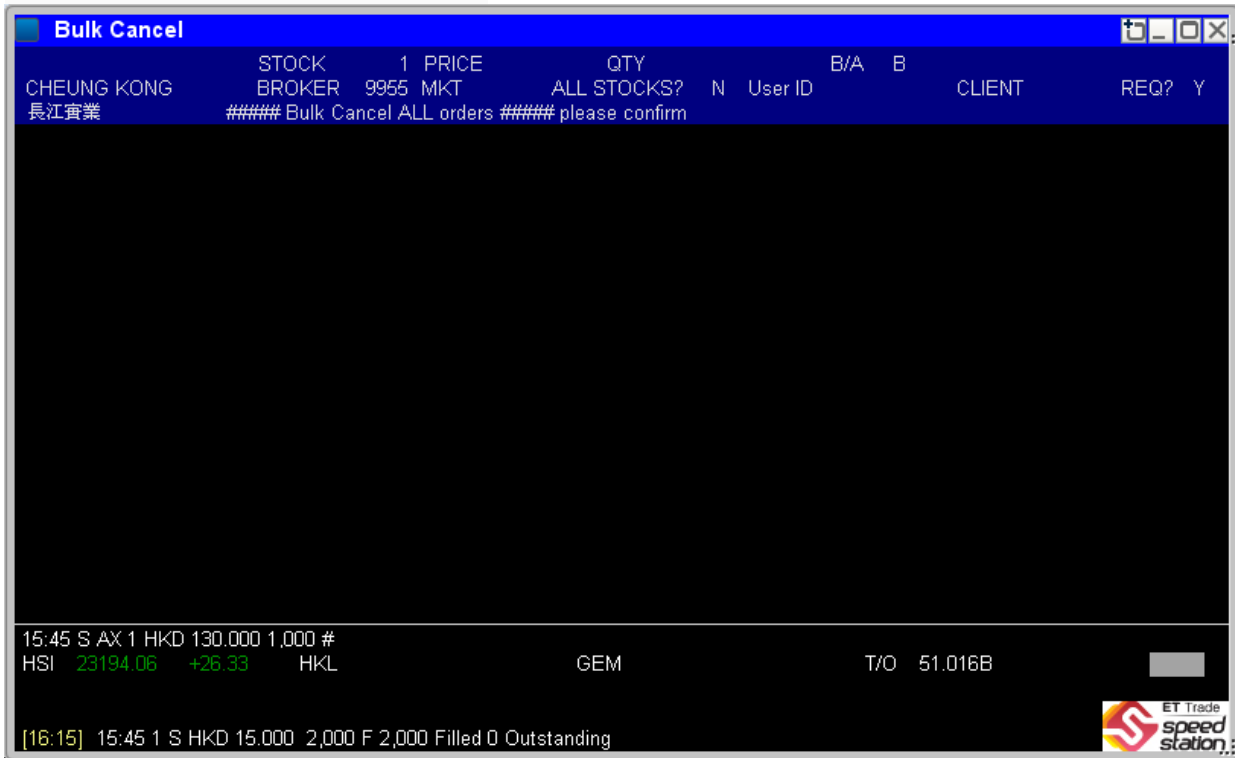 Bulk Cancel
STOCK 1 PRICE QTY B/A B
CHEUNG KONG BROKER 9955 MKT ALL STOCKS? N User ID CLIENT REQ? Y
長江實業 ##### Bulk Cancel ALL orders ##### please confirm
15:45 S AX 1 HKD 130.000 1,000 #
HSI 23194.06 +26.33 HKL GEM T/O 51.016B
ET Trade
speed
station
[16:15] 15:45 1 S HKD 15.000 2,000 F 2,000 Filled 0 Outstanding